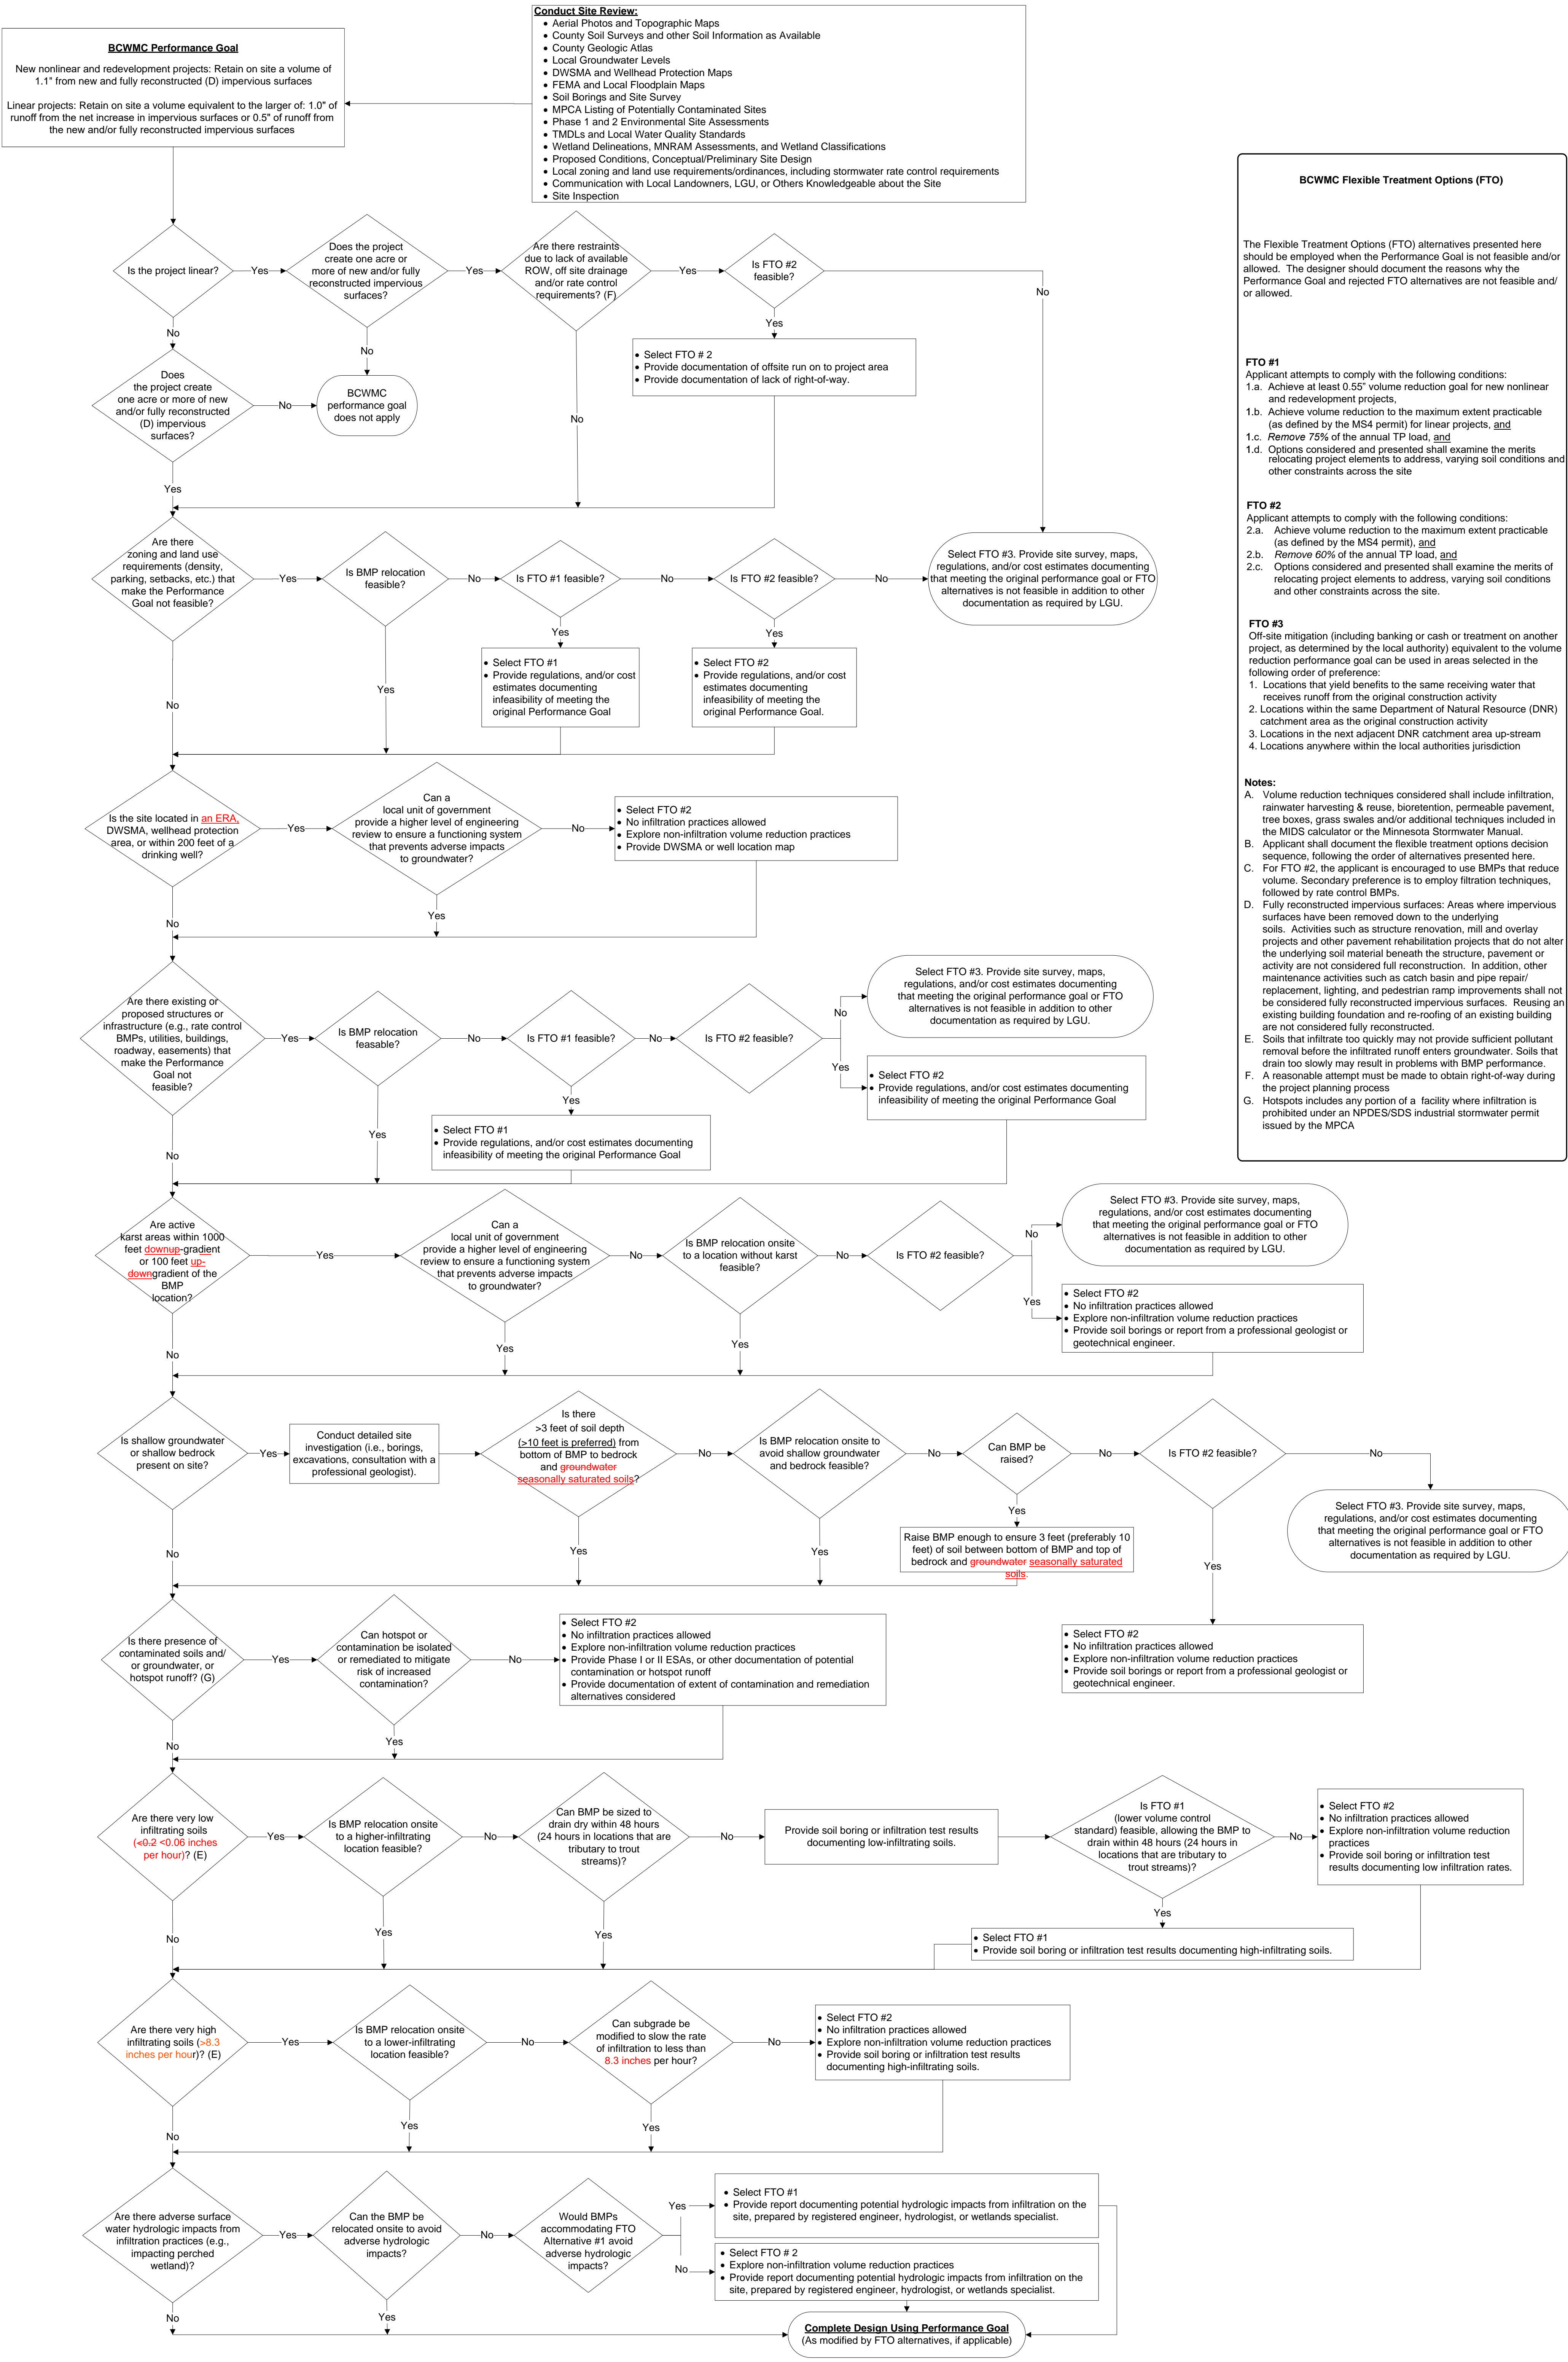 Conduct Site Review:
• Aerial Photos and Topographic Maps
• County Soil Surveys and other Soil Information as Available
• County Geologic Atlas
• Local Groundwater Levels
• DWSMA and Wellhead Protection Maps
• FEMA and Local Floodplain Maps
• Soil Borings and Site Survey
• MPCA Listing of Potentially Contaminated Sites
• Phase 1 and 2 Environmental Site Assessments
• TMDLs and Local Water Quality Standards
• Wetland Delineations, MNRAM Assessments, and Wetland Classifications
• Proposed Conditions, Conceptual/Preliminary Site Design
• Local zoning and land use requirements/ordinances, including stormwater rate control requirements
• Communication with Local Landowners, LGU, or Others Knowledgeable about the Site
• Site Inspection
BCWMC Performance Goal
New nonlinear and redevelopment projects: Retain on site a volume of
1.1" from new and fully reconstructed (D) impervious surfaces
Linear projects: Retain on site a volume equivalent to the larger of: 1.0" of
runoff from the net increase in impervious surfaces or 0.5" of runoff from
the new and/or fully reconstructed impervious surfaces
Is the project linear?
Yes
No
Does the project
create one acre or
more of new and/or fully
reconstructed impervious
surfaces?
Yes
No
Are there restraints
due to lack of available
ROW, off site drainage
and/or rate control
requirements? (F)
Yes
No
Is FTO #2
feasible?
No
Yes
• Select FTO # 2
• Provide documentation of offsite run on to project area
• Provide documentation of lack of right-of-way.
Does
the project create
one acre or more of new
and/or fully reconstructed
(D) impervious
surfaces?
No
Yes
BCWMC
performance goal
does not apply
Are there
zoning and land use
requirements (density,
parking, setbacks, etc.) that
make the Performance
Goal not feasible?
Yes
No
Is BMP relocation
feasible?
No
Yes
Is FTO #1 feasible?
No
Yes
Is FTO #2 feasible?
No
Yes
Select FTO #3. Provide site survey, maps,
regulations, and/or cost estimates documenting
that meeting the original performance goal or FTO
alternatives is not feasible in addition to other
documentation as required by LGU.
• Select FTO #1
• Provide regulations, and/or cost
estimates documenting
infeasibility of meeting the
original Performance Goal
• Select FTO #2
• Provide regulations, and/or cost
estimates documenting
infeasibility of meeting the
original Performance Goal.
Is the site located in an ERA,
DWSMA, wellhead protection
area, or within 200 feet of a
drinking well?
Yes
No
Can a
local unit of government
provide a higher level of engineering
review to ensure a functioning system
that prevents adverse impacts
to groundwater?
No
Yes
• Select FTO #2
• No infiltration practices allowed
• Explore non-infiltration volume reduction practices
• Provide DWSMA or well location map
Are there existing or
proposed structures or
infrastructure (e.g., rate control
BMPs, utilities, buildings,
roadway, easements) that
make the Performance
Goal not
feasible?
Yes
No
Is BMP relocation
feasable?
No
Yes
Is FTO #1 feasible?
No
Yes
Is FTO #2 feasible?
No
Yes
Select FTO #3. Provide site survey, maps,
regulations, and/or cost estimates documenting
that meeting the original performance goal or FTO
alternatives is not feasible in addition to other
documentation as required by LGU.
• Select FTO #2
• Provide regulations, and/or cost estimates documenting
infeasibility of meeting the original Performance Goal
• Select FTO #1
• Provide regulations, and/or cost estimates documenting
infeasibility of meeting the original Performance Goal
Are active
karst areas within 1000
feet downup-gradient
or 100 feet up-
downgradient of the
BMP
location?
Yes
No
Can a
local unit of government
provide a higher level of engineering
review to ensure a functioning system
that prevents adverse impacts
to groundwater?
No
Yes
Is BMP relocation onsite
to a location without karst
feasible?
No
Yes
Is FTO #2 feasible?
No
Yes
Select FTO #3. Provide site survey, maps,
regulations, and/or cost estimates documenting
that meeting the original performance goal or FTO
alternatives is not feasible in addition to other
documentation as required by LGU.
• Select FTO #2
• No infiltration practices allowed
• Explore non-infiltration volume reduction practices
• Provide soil borings or report from a professional geologist or
geotechnical engineer.
Is shallow groundwater
or shallow bedrock
present on site?
Yes
No
Conduct detailed site
investigation (i.e., borings,
excavations, consultation with a
professional geologist).
Is there
>3 feet of soil depth
(>10 feet is preferred) from
bottom of BMP to bedrock
and groundwater
seasonally saturated soils?
No
Yes
Is BMP relocation onsite to
avoid shallow groundwater
and bedrock feasible?
No
Yes
Can BMP be
raised?
No
Yes
Raise BMP enough to ensure 3 feet (preferably 10
feet) of soil between bottom of BMP and top of
bedrock and groundwater seasonally saturated
soils.
Is FTO #2 feasible?
No
Yes
Select FTO #3. Provide site survey, maps,
regulations, and/or cost estimates documenting
that meeting the original performance goal or FTO
alternatives is not feasible in addition to other
documentation as required by LGU.
• Select FTO #2
• No infiltration practices allowed
• Explore non-infiltration volume reduction practices
• Provide soil borings or report from a professional geologist or
geotechnical engineer.
Is there presence of
contaminated soils and/
or groundwater, or
hotspot runoff? (G)
Yes
No
Can hotspot or
contamination be isolated
or remediated to mitigate
risk of increased
contamination?
No
Yes
• Select FTO #2
• No infiltration practices allowed
• Explore non-infiltration volume reduction practices
• Provide Phase I or II ESAs, or other documentation of potential
contamination or hotspot runoff
• Provide documentation of extent of contamination and remediation
alternatives considered
Are there very low
infiltrating soils
(<0.2 <0.06 inches
per hour)? (E)
Yes
No
Is BMP relocation onsite
to a higher-infiltrating
location feasible?
No
Yes
Can BMP be sized to
drain dry within 48 hours
(24 hours in locations that are
tributary to trout
streams)?
No
Yes
Provide soil boring or infiltration test results
documenting low-infiltrating soils.
Is FTO #1
(lower volume control
standard) feasible, allowing the BMP to
drain within 48 hours (24 hours in
locations that are tributary to
trout streams)?
No
Yes
• Select FTO #2
• No infiltration practices allowed
• Explore non-infiltration volume reduction
practices
• Provide soil boring or infiltration test
results documenting low infiltration rates.
• Select FTO #1
• Provide soil boring or infiltration test results documenting high-infiltrating soils.
Are there very high
infiltrating soils (>8.3
inches per hour)? (E)
Yes
No
Is BMP relocation onsite
to a lower-infiltrating
location feasible?
No
Yes
Can subgrade be
modified to slow the rate
of infiltration to less than
8.3 inches per hour?
No
Yes
• Select FTO #2
• No infiltration practices allowed
• Explore non-infiltration volume reduction practices
• Provide soil boring or infiltration test results
documenting high-infiltrating soils.
Are there adverse surface
water hydrologic impacts from
infiltration practices (e.g.,
impacting perched
wetland)?
Yes
No
Can the BMP be
relocated onsite to avoid
adverse hydrologic
impacts?
No
Yes
Would BMPs
accommodating FTO
Alternative #1 avoid
adverse hydrologic
impacts?
Yes
No
• Select FTO #1
• Provide report documenting potential hydrologic impacts from infiltration on the
site, prepared by registered engineer, hydrologist, or wetlands specialist.
• Select FTO # 2
• Explore non-infiltration volume reduction practices
• Provide report documenting potential hydrologic impacts from infiltration on the
site, prepared by registered engineer, hydrologist, or wetlands specialist.
Complete Design Using Performance Goal
(As modified by FTO alternatives, if applicable)
BCWMC Flexible Treatment Options (FTO)
The Flexible Treatment Options (FTO) alternatives presented here
should be employed when the Performance Goal is not feasible and/or
allowed. The designer should document the reasons why the
Performance Goal and rejected FTO alternatives are not feasible and/
or allowed.
FTO #1
Applicant attempts to comply with the following conditions:
1.a. Achieve at least 0.55” volume reduction goal for new nonlinear
and redevelopment projects,
1.b. Achieve volume reduction to the maximum extent practicable
(as defined by the MS4 permit) for linear projects, and
1.c. Remove 75% of the annual TP load, and
1.d. Options considered and presented shall examine the merits
relocating project elements to address, varying soil conditions and
other constraints across the site
FTO #2
Applicant attempts to comply with the following conditions:
2.a. Achieve volume reduction to the maximum extent practicable
(as defined by the MS4 permit), and
2.b. Remove 60% of the annual TP load, and
2.c. Options considered and presented shall examine the merits of
relocating project elements to address, varying soil conditions
and other constraints across the site.
FTO #3
Off-site mitigation (including banking or cash or treatment on another
project, as determined by the local authority) equivalent to the volume
reduction performance goal can be used in areas selected in the
following order of preference:
1. Locations that yield benefits to the same receiving water that
receives runoff from the original construction activity
2. Locations within the same Department of Natural Resource (DNR)
catchment area as the original construction activity
3. Locations in the next adjacent DNR catchment area up-stream
4. Locations anywhere within the local authorities jurisdiction
Notes:
A. Volume reduction techniques considered shall include infiltration,
rainwater harvesting & reuse, bioretention, permeable pavement,
tree boxes, grass swales and/or additional techniques included in
the MIDS calculator or the Minnesota Stormwater Manual.
B. Applicant shall document the flexible treatment options decision
sequence, following the order of alternatives presented here.
C. For FTO #2, the applicant is encouraged to use BMPs that reduce
volume. Secondary preference is to employ filtration techniques,
followed by rate control BMPs.
D. Fully reconstructed impervious surfaces: Areas where impervious
surfaces have been removed down to the underlying
soils. Activities such as structure renovation, mill and overlay
projects and other pavement rehabilitation projects that do not alter
the underlying soil material beneath the structure, pavement or
activity are not considered full reconstruction. In addition, other
maintenance activities such as catch basin and pipe repair/
replacement, lighting, and pedestrian ramp improvements shall not
be considered fully reconstructed impervious surfaces. Reusing an
existing building foundation and re-roofing of an existing building
are not considered fully reconstructed.
E. Soils that infiltrate too quickly may not provide sufficient pollutant
removal before the infiltrated runoff enters groundwater. Soils that
drain too slowly may result in problems with BMP performance.
F. A reasonable attempt must be made to obtain right-of-way during
the project planning process
G. Hotspots includes any portion of a facility where infiltration is
prohibited under an NPDES/SDS industrial stormwater permit
issued by the MPCA